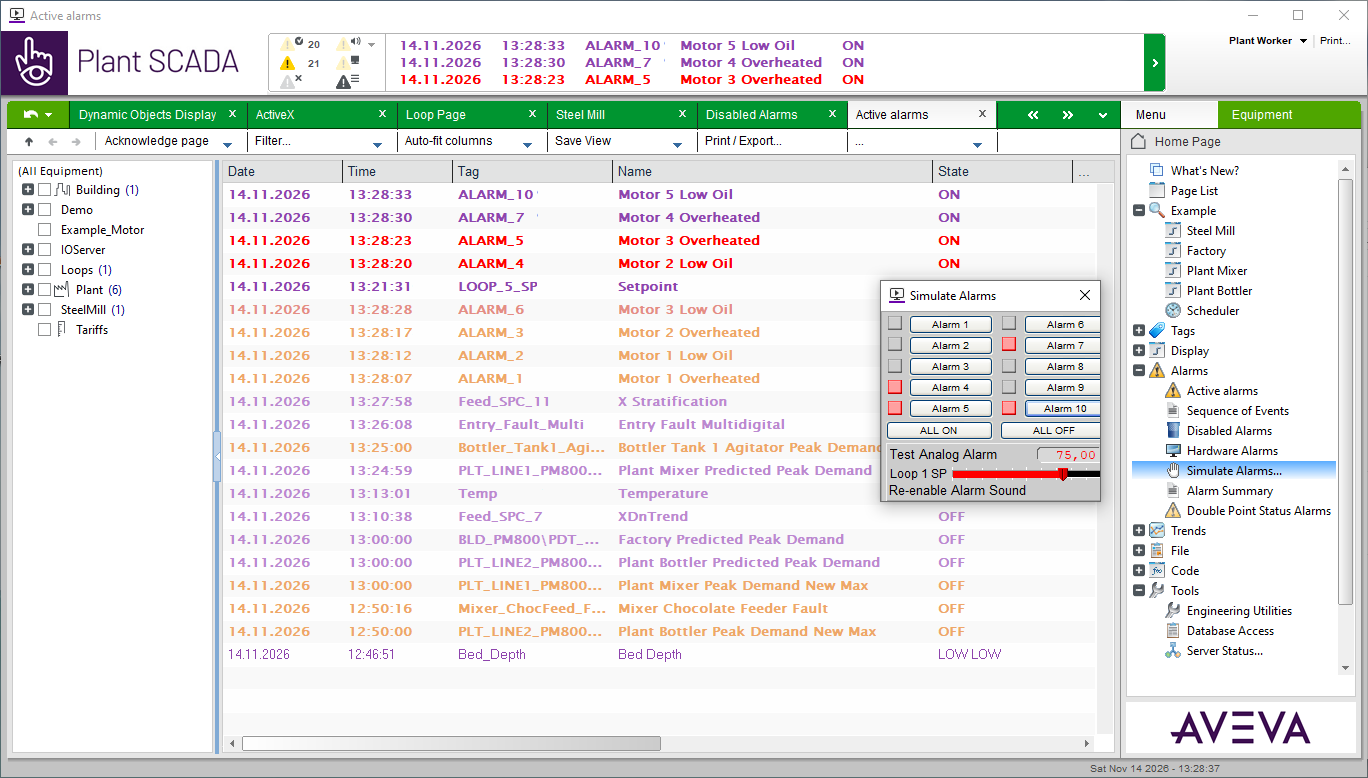 Active alarms
Plant SCADA
20
21
14.11.2026 13:28:33 ALARM_10 Motor 5 Low Oil ON
14.11.2026 13:28:30 ALARM_7 Motor 4 Overheated ON
14.11.2026 13:28:23 ALARM_5 Motor 3 Overheated ON
Plant Worker Print...
Dynamic Objects Display X ActiveX X Loop Page X Steel Mill X Disabled Alarms X Active alarms X Menu Equipment
Acknowledge page Filter... Auto-fit columns Save View Print / Export... ...
Home Page
(All Equipment)
Building (1)
Demo
Example_Motor
IOServer
Loops (1)
Plant (6)
SteelMill (1)
Tariffs
Date Time Tag Name State ...
14.11.2026 13:28:33 ALARM_10 Motor 5 Low Oil ON
14.11.2026 13:28:30 ALARM_7 Motor 4 Overheated ON
14.11.2026 13:28:23 ALARM_5 Motor 3 Overheated ON
14.11.2026 13:28:20 ALARM_4 Motor 2 Low Oil ON
14.11.2026 13:21:31 LOOP_5_SP Setpoint
14.11.2026 13:28:18 ALARM_6 Motor 3 Low Oil
14.11.2026 13:28:17 ALARM_3 Motor 2 Overheated
14.11.2026 13:28:12 ALARM_2 Motor 1 Low Oil
14.11.2026 13:28:07 ALARM_1 Motor 1 Overheated
14.11.2026 13:27:58 Feed_SPC_11 X Stratification
14.11.2026 13:26:08 Entry_Fault_Multi Entry Fault Multidigital
14.11.2026 13:25:00 Bottler_Tank1_Agi... Bottler Tank 1 Agitator Peak Demand
14.11.2026 13:24:59 PLT_LINE1_PM800... Plant Mixer Predicted Peak Demand
14.11.2026 13:13:01 Temp Temperature
14.11.2026 13:10:38 Feed_SPC_7 XDnTrend OFF
14.11.2026 13:00:00 BLD_PM800\PDT_... Factory Predicted Peak Demand OFF
14.11.2026 13:00:00 PLT_LINE2_PM800... Plant Bottler Predicted Peak Demand OFF
14.11.2026 13:00:00 PLT_LINE1_PM800... Plant Mixer Peak Demand New Max OFF
14.11.2026 12:50:16 Mixer_ChocFeed_F... Mixer Chocolate Feeder Fault OFF
14.11.2026 12:50:00 PLT_LINE2_PM800... Plant Bottler Peak Demand New Max OFF
14.11.2026 12:46:51 Bed_Depth Bed Depth LOW LOW
Simulate Alarms
Alarm 1 Alarm 6
Alarm 2 Alarm 7
Alarm 3 Alarm 8
Alarm 4 Alarm 9
Alarm 5 Alarm 10
ALL ON ALL OFF
Test Analog Alarm 75,00
Loop 1 SP
Re-enable Alarm Sound
What's New?
Page List
Example
Steel Mill
Factory
Plant Mixer
Plant Bottler
Scheduler
Tags
Display
Alarms
Active alarms
Sequence of Events
Disabled Alarms
Hardware Alarms
Simulate Alarms...
Alarm Summary
Double Point Status Alarms
Trends
File
Code
Tools
Engineering Utilities
Database Access
Server Status...
AVEVA
Sat Nov 14 2026 - 13:28:37